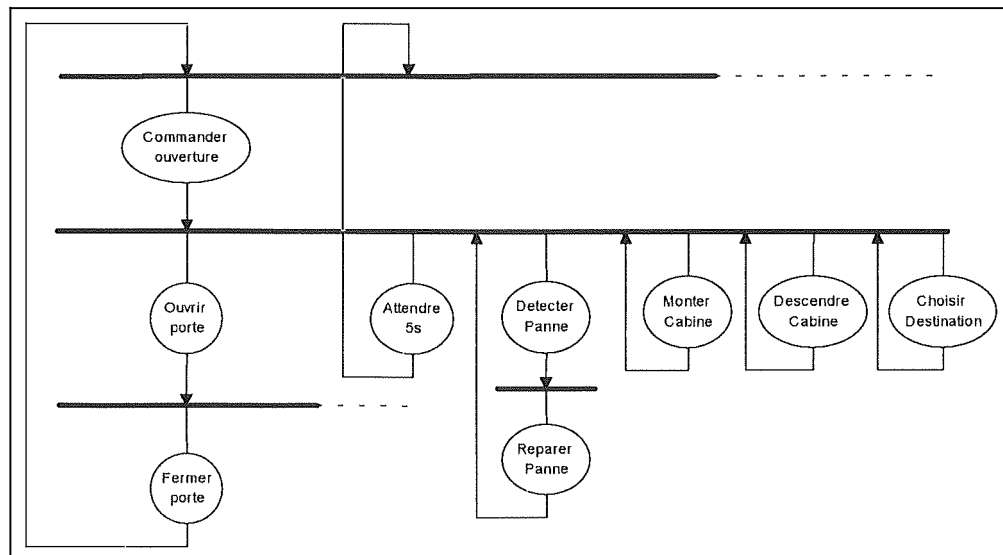 Commander
ouverture
Ouvrir
porte
Attendre
5s
Detecter
Panne
Monter
Cabine
Descendre
Cabine
Choisir
Destination
Reparer
Panne
Fermer
porte